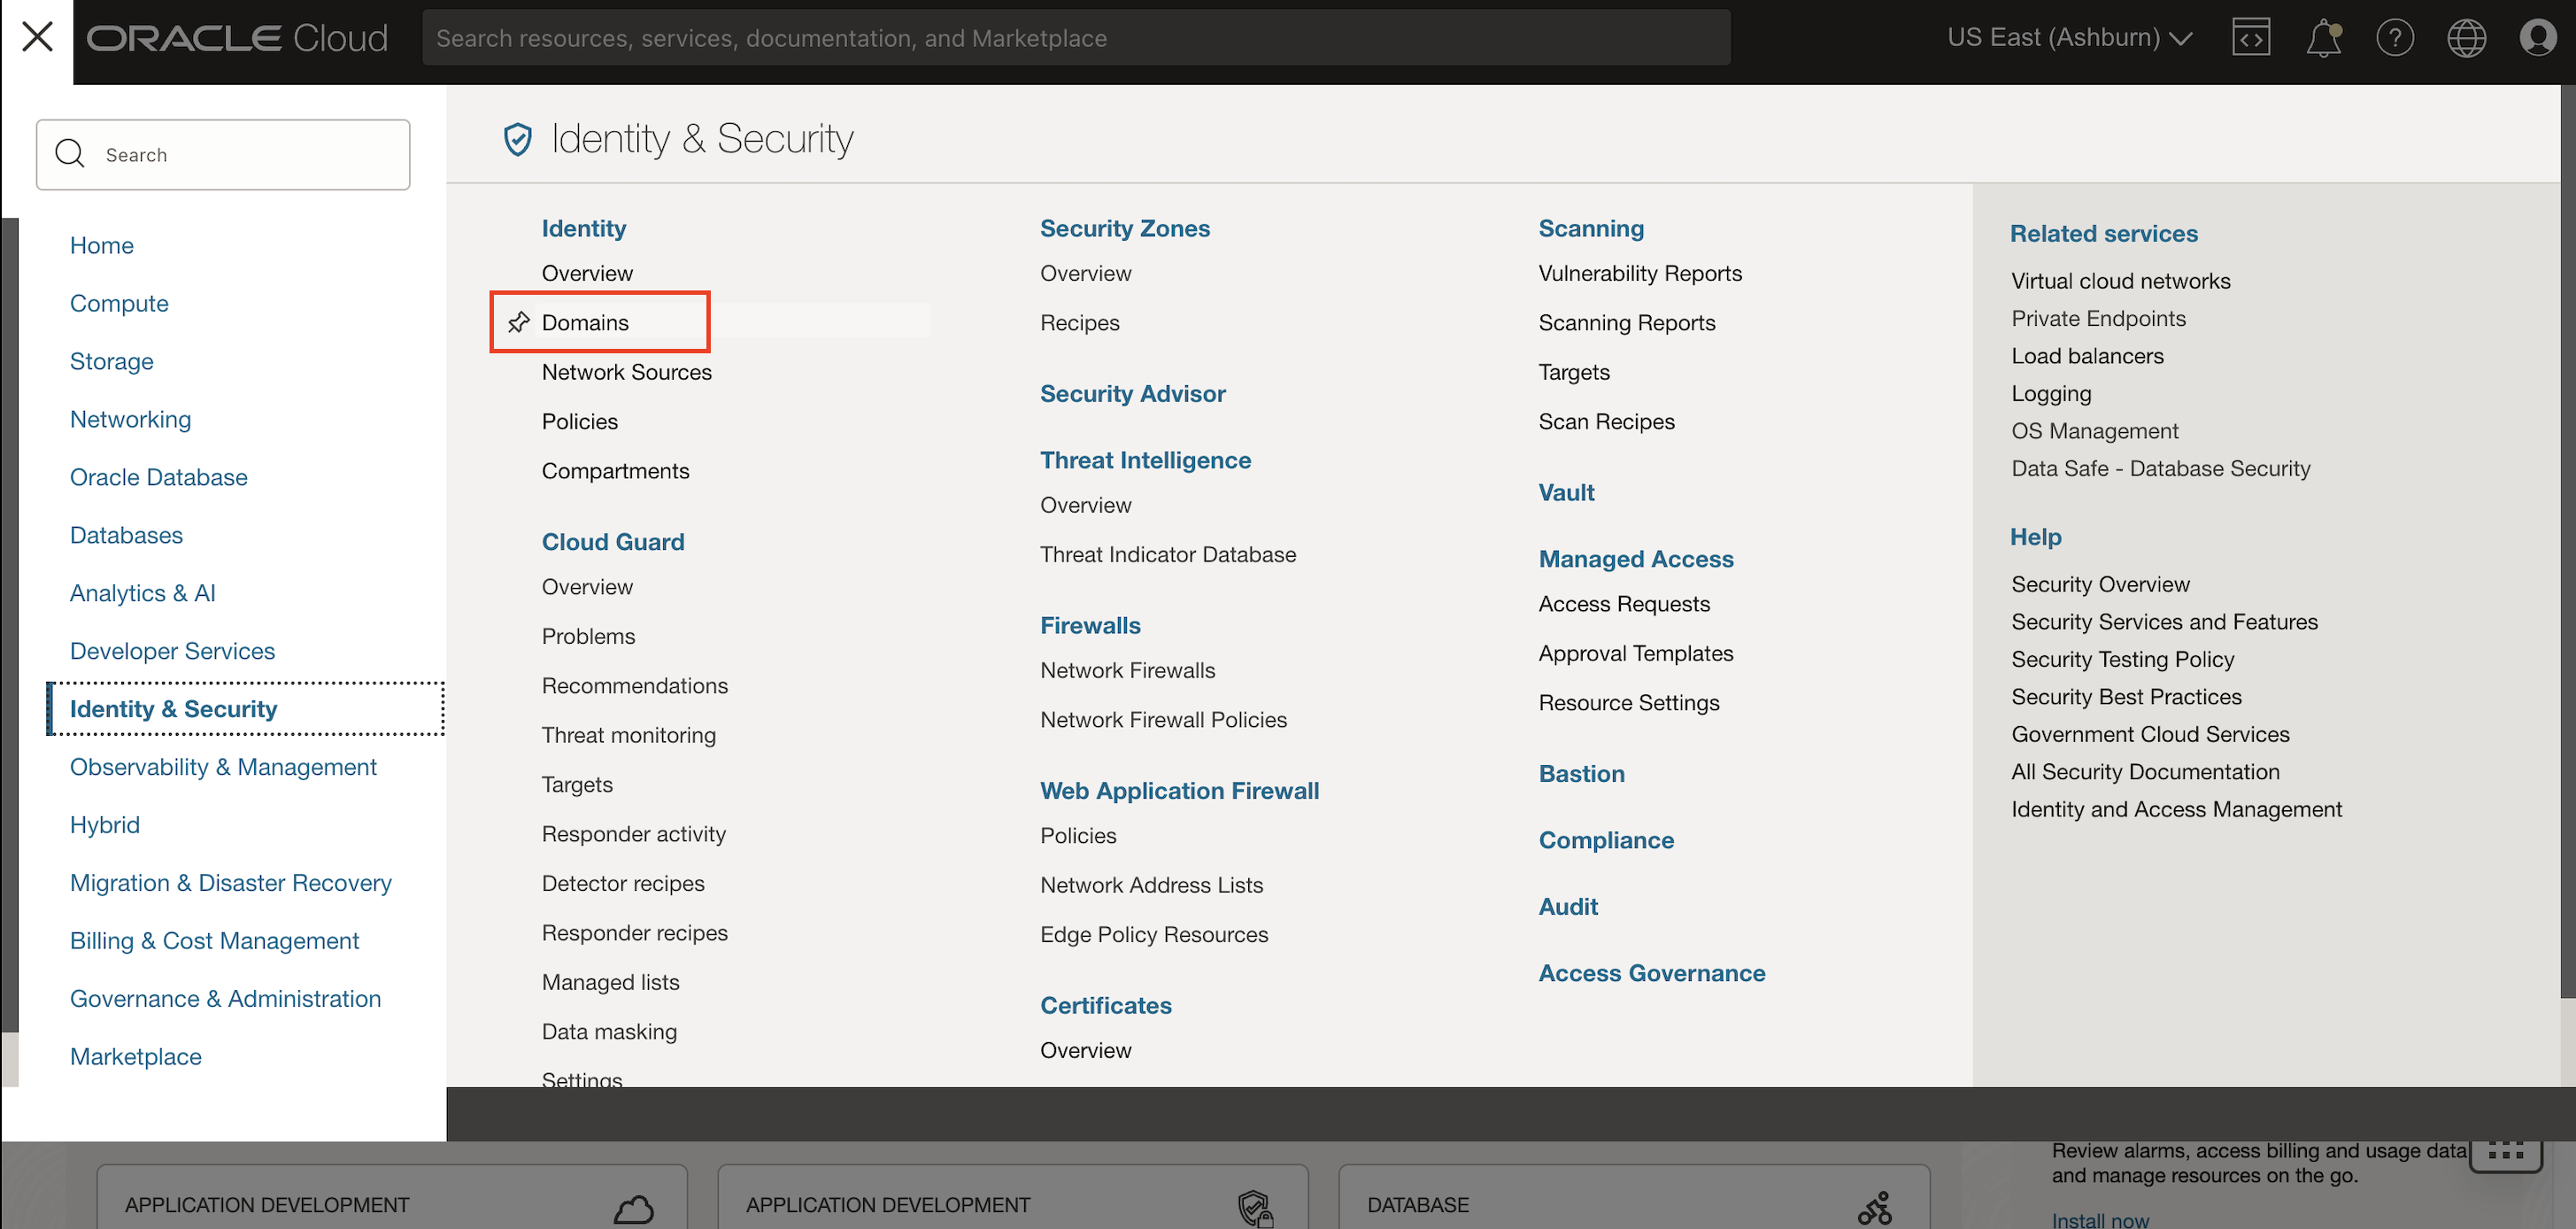 ORACLE Cloud
Search resources, services, documentation, and Marketplace
US East (Ashburn)
Search
Home
Compute
Storage
Networking
Oracle Database
Databases
Analytics & AI
Developer Services
Identity & Security
Observability & Management
Hybrid
Migration & Disaster Recovery
Billing & Cost Management
Governance & Administration
Marketplace
Identity & Security
Identity
Overview
Domains
Network Sources
Policies
Compartments
Cloud Guard
Overview
Problems
Recommendations
Threat monitoring
Targets
Responder activity
Detector recipes
Responder recipes
Managed lists
Data masking
Settings
Security Zones
Overview
Recipes
Security Advisor
Threat Intelligence
Overview
Threat Indicator Database
Firewalls
Network Firewalls
Network Firewall Policies
Web Application Firewall
Policies
Network Address Lists
Edge Policy Resources
Certificates
Overview
Scanning
Vulnerability Reports
Scanning Reports
Targets
Scan Recipes
Vault
Managed Access
Access Requests
Approval Templates
Resource Settings
Bastion
Compliance
Audit
Access Governance
Related services
Virtual cloud networks
Private Endpoints
Load balancers
Logging
OS Management
Data Safe - Database Security
Help
Security Overview
Security Services and Features
Security Testing Policy
Security Best Practices
Government Cloud Services
All Security Documentation
Identity and Access Management
APPLICATION DEVELOPMENT
APPLICATION DEVELOPMENT
DATABASE
Review alarms, access billing and usage data
and manage resources on the go.
Install now